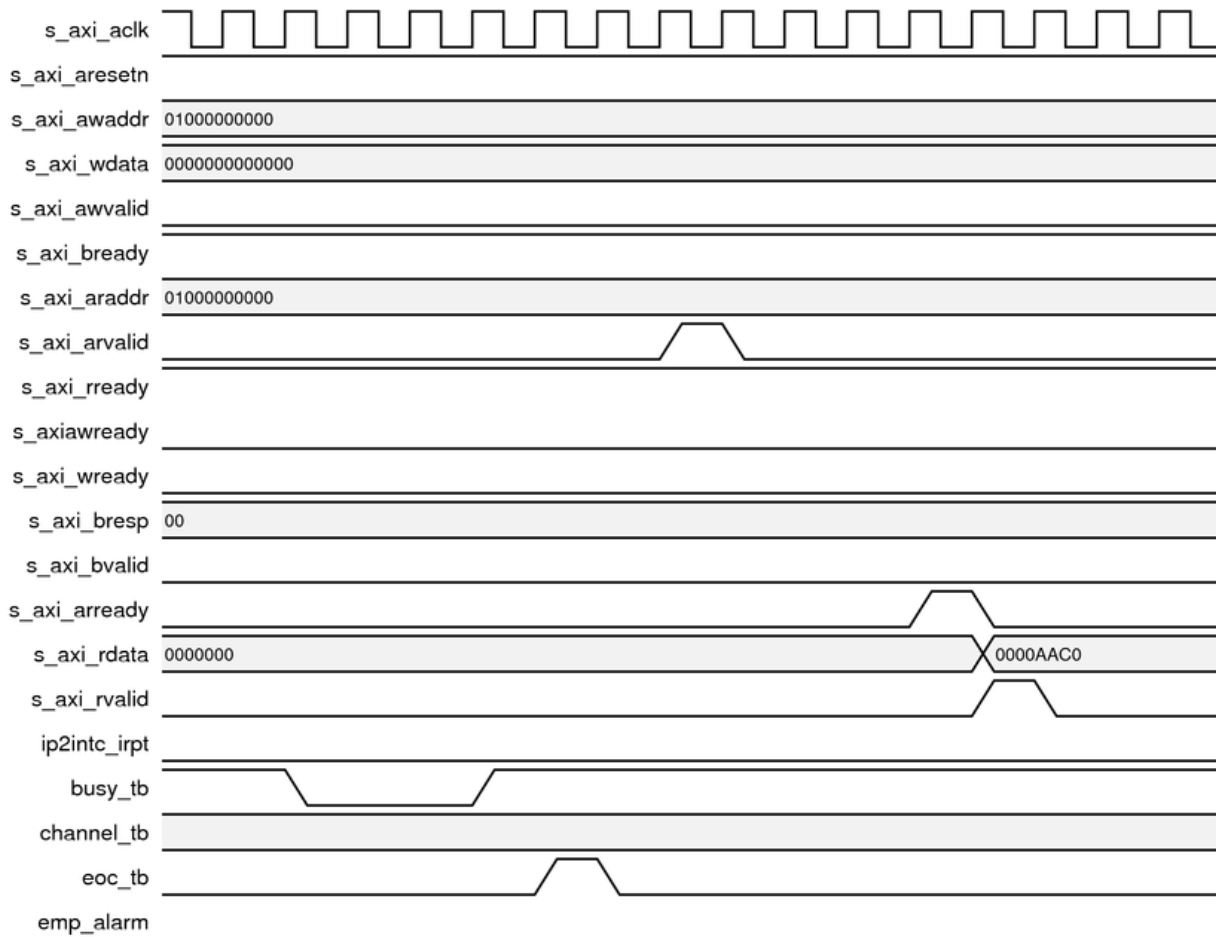 s_axi_aclk
s_axi_aresetn
s_axi_awaddr 01000000000
s_axi_wdata 0000000000000
s_axi_awvalid
s_axi_bready
s_axi_araddr 01000000000
s_axi_arvalid
s_axi_rready
s_axiawready
s_axi_wready
s_axi_bresp 00
s_axi_bvalid
s_axi_arready
s_axi_rdata 0000000 0000AAC0
s_axi_rvalid
ip2intc_irpt
busy_tb
channel_tb
eoc_tb
emp_alarm